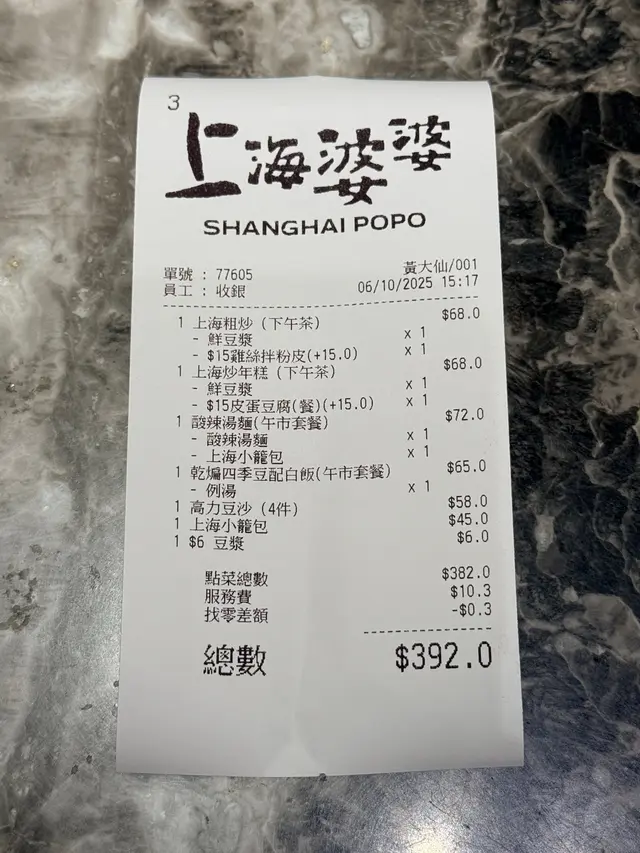 3
上海婆婆
SHANGHAI POPO
單號 : 77605 黃大仙/001
員工 : 收銀 06/10/2025 15:17
1 上海粗炒 (下午茶) $68.0
- 鮮豆漿 x 1
- $15雞絲拌粉皮(+15.0) x 1
1 上海炒年糕 (下午茶) $68.0
- 鮮豆漿 x 1
- $15皮蛋豆腐(餐)(+15.0) x 1
1 酸辣湯麵(午市套餐) $72.0
- 酸辣湯麵 x 1
- 上海小籠包 x 1
1 乾煸四季豆配白飯(午市套餐) $65.0
- 例湯 x 1
1 高力豆沙 (4件) $58.0
1 上海小籠包 $45.0
1 $6 豆漿 $6.0
點菜總數 $382.0
服務費 $10.3
找零差額 -$0.3
總數 $392.0